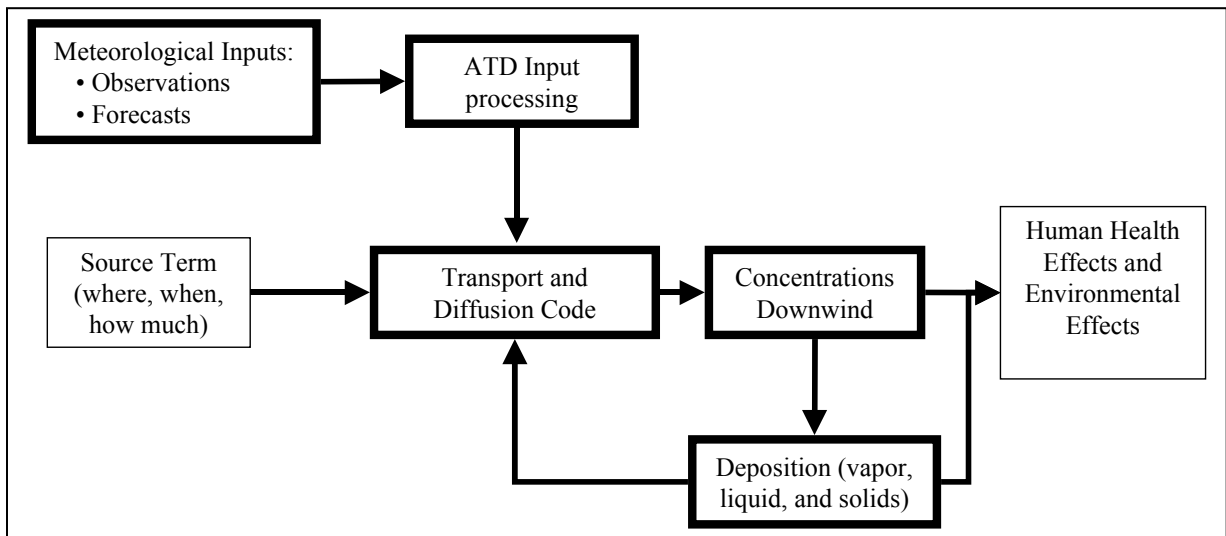 Meteorological Inputs:
• Observations
• Forecasts
ATD Input
processing
Source Term
(where, when,
how much)
Transport and
Diffusion Code
Concentrations
Downwind
Human Health
Effects and
Environmental
Effects
Deposition (vapor,
liquid, and solids)